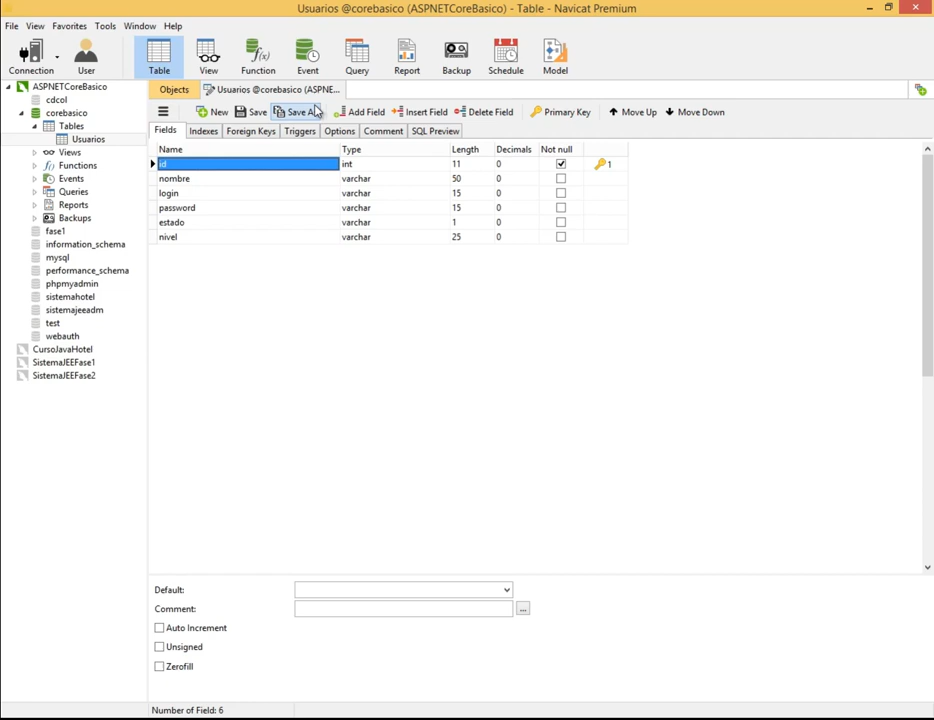 Usuarios @corebasico (ASPNETCoreBasico) - Table - Navicat Premium
File View Favorites Tools Window Help
Connection User Table View Function Event Query Report Backup Schedule Model
ASPNETCoreBasico
cdcol
corebasico
Tables
Usuarios
Views
Functions
Events
Queries
Reports
Backups
fase1
information_schema
mysql
performance_schema
phpmyadmin
sistemahotel
sistemajeeadm
test
webauth
CursoJavaHotel
SistemaJEEFase1
SistemaJEEFase2
Objects Usuarios @corebasico (ASPNE...
New Save Save Add Field Insert Field Delete Field Primary Key Move Up Move Down
Fields Indexes Foreign Keys Triggers Options Comment SQL Preview
Name Type Length Decimals Not null
id int 11 0 1
nombre varchar 50 0
login varchar 15 0
password varchar 15 0
estado varchar 1 0
nivel varchar 25 0
Default:
Comment: ...
Auto Increment
Unsigned
Zerofill
Number of Field: 6